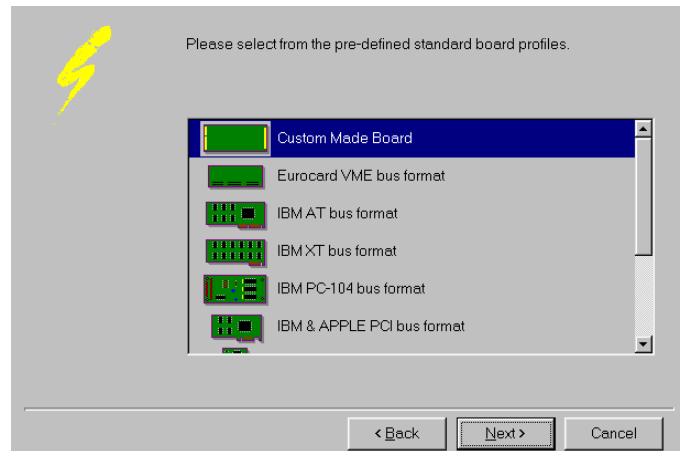 Please select from the pre-defined standard board profiles.
Custom Made Board
Eurocard VME bus format
IBM AT bus format
IBM XT bus format
IBM PC-104 bus format
IBM & APPLE PCI bus format
< Back
Next >
Cancel